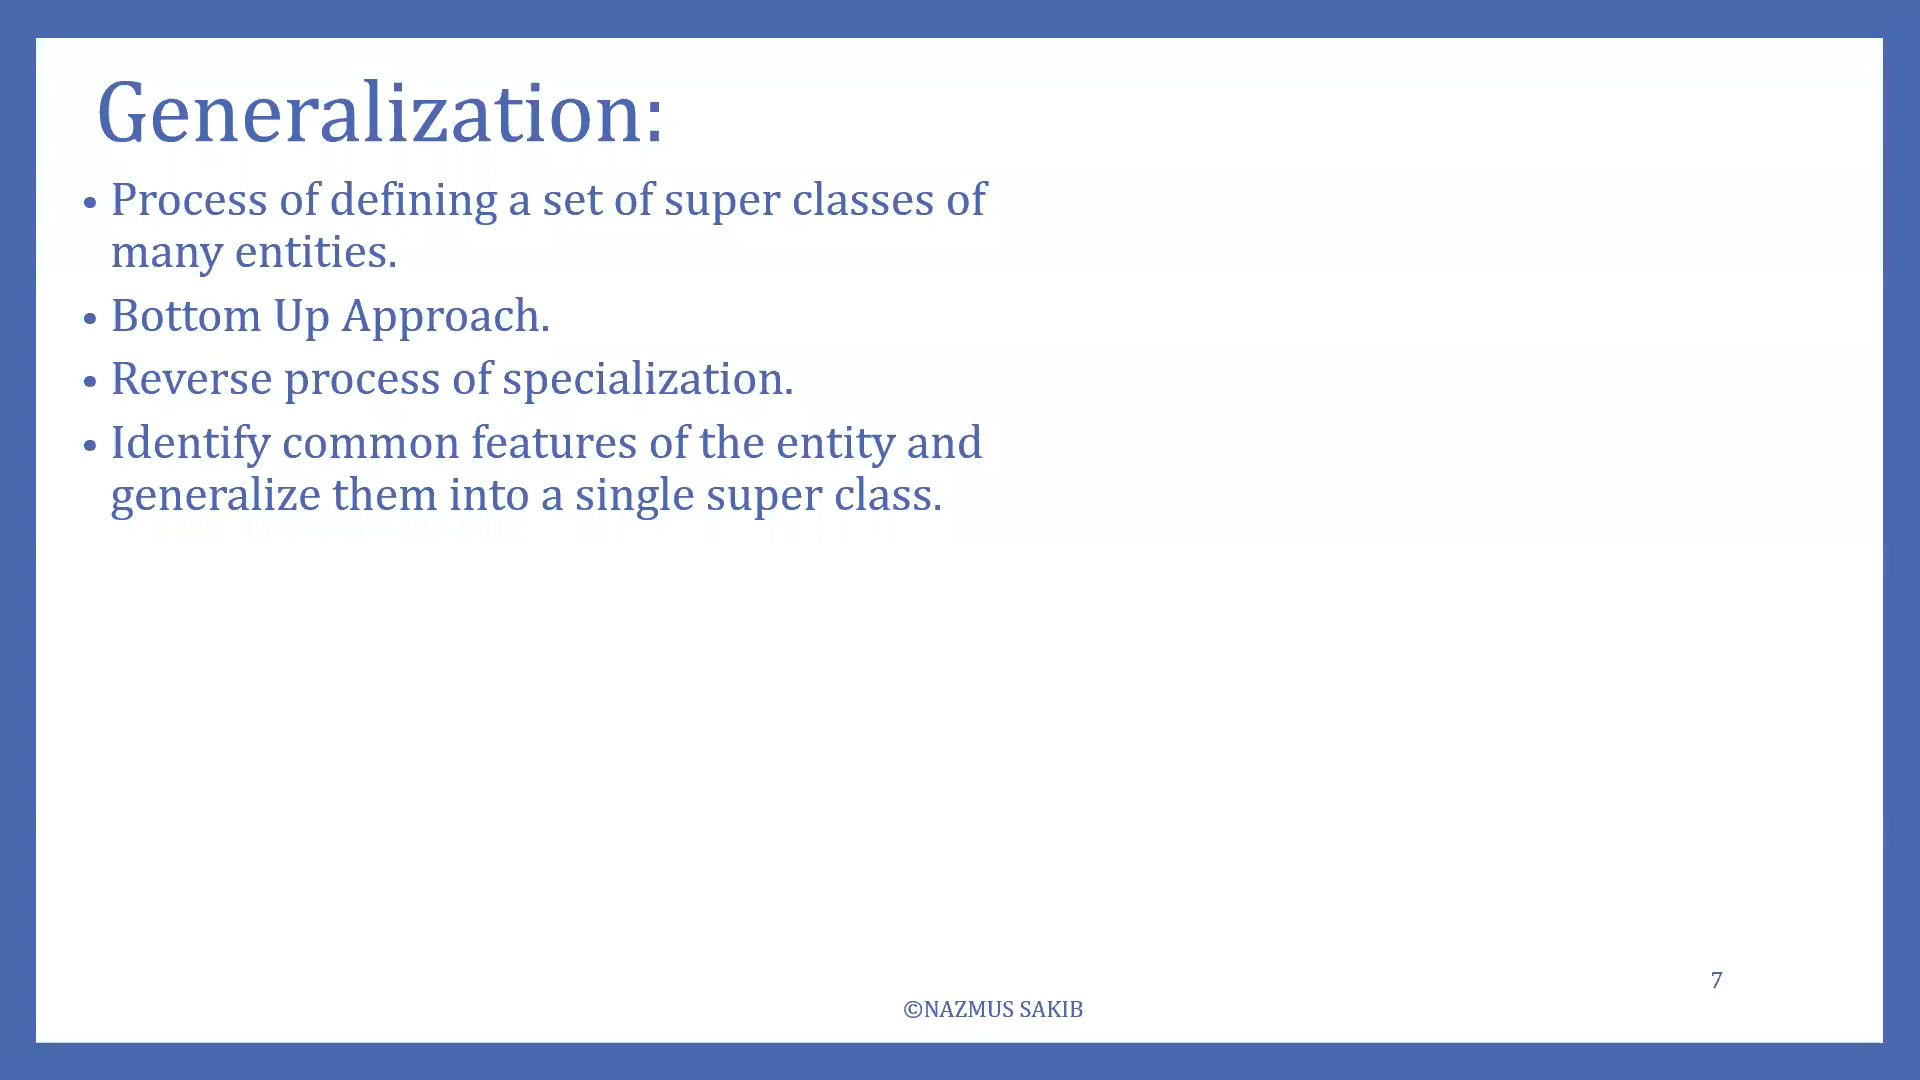 Generalization:
• Process of defining a set of super classes of
many entities.
• Bottom Up Approach.
• Reverse process of specialization.
• Identify common features of the entity and
generalize them into a single super class.
7
©NAZMUS SAKIB